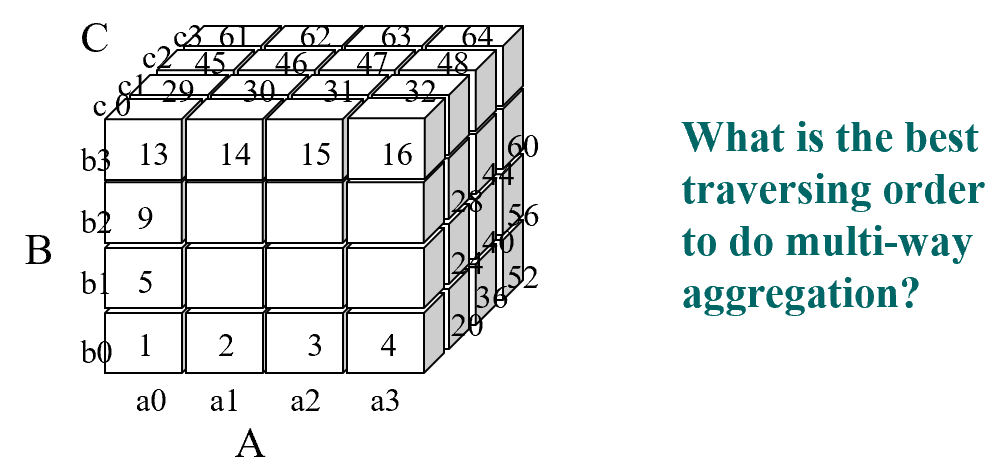 C
c3 61 62 63 64
c2 45 46 47 48
c1 29 30 31 32
c 0
b3 13 14 15 16 60
44
b2 9 28 56
B
40
b1 5 24 52
36
b0 1 2 3 4 20
a0 a1 a2 a3
A
What is the best
traversing order
to do multi-way
aggregation?